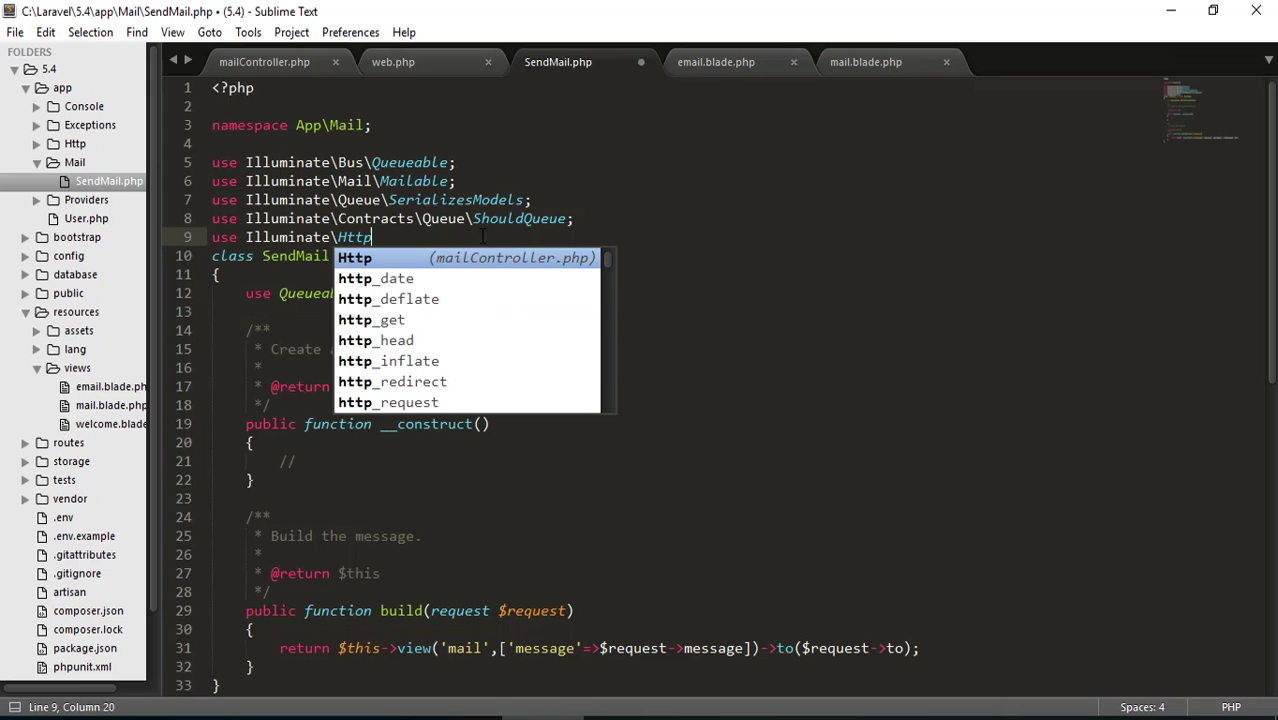 C:\Laravel\5.4\app\Mail\SendMail.php • (5.4) - Sublime Text
File Edit Selection Find View Goto Tools Project Preferences Help
FOLDERS
5.4
app
Console
Exceptions
Http
Mail
SendMail.php
Providers
User.php
bootstrap
config
database
public
resources
assets
lang
views
email.blade.ph
mail.blade.php
welcome.blade
routes
storage
tests
vendor
.env
.env.example
.gitattributes
.gitignore
artisan
composer.json
composer.lock
package.json
phpunit.xml
mailController.php × web.php × SendMail.php • email.blade.php × mail.blade.php ×
1 <?php
2
3 namespace App\Mail;
4
5 use Illuminate\Bus\Queueable;
6 use Illuminate\Mail\Mailable;
7 use Illuminate\Queue\SerializesModels;
8 use Illuminate\Contracts\Queue\ShouldQueue;
9 use Illuminate\Http
10 class SendMail
11 {
12 use Queueab
13
14 /**
15 * Create a
16 *
17 * @return
18 */
19 public function __construct()
20 {
21 //
22 }
23
24 /**
25 * Build the message.
26 *
27 * @return $this
28 */
29 public function build(request $request)
30 {
31 return $this->view('mail',['message'=>$request->message])->to($request->to);
32 }
33 }
Http (mailController.php)
http_date
http_deflate
http_get
http_head
http_inflate
http_redirect
http_request
Line 9, Column 20 Spaces: 4 PHP